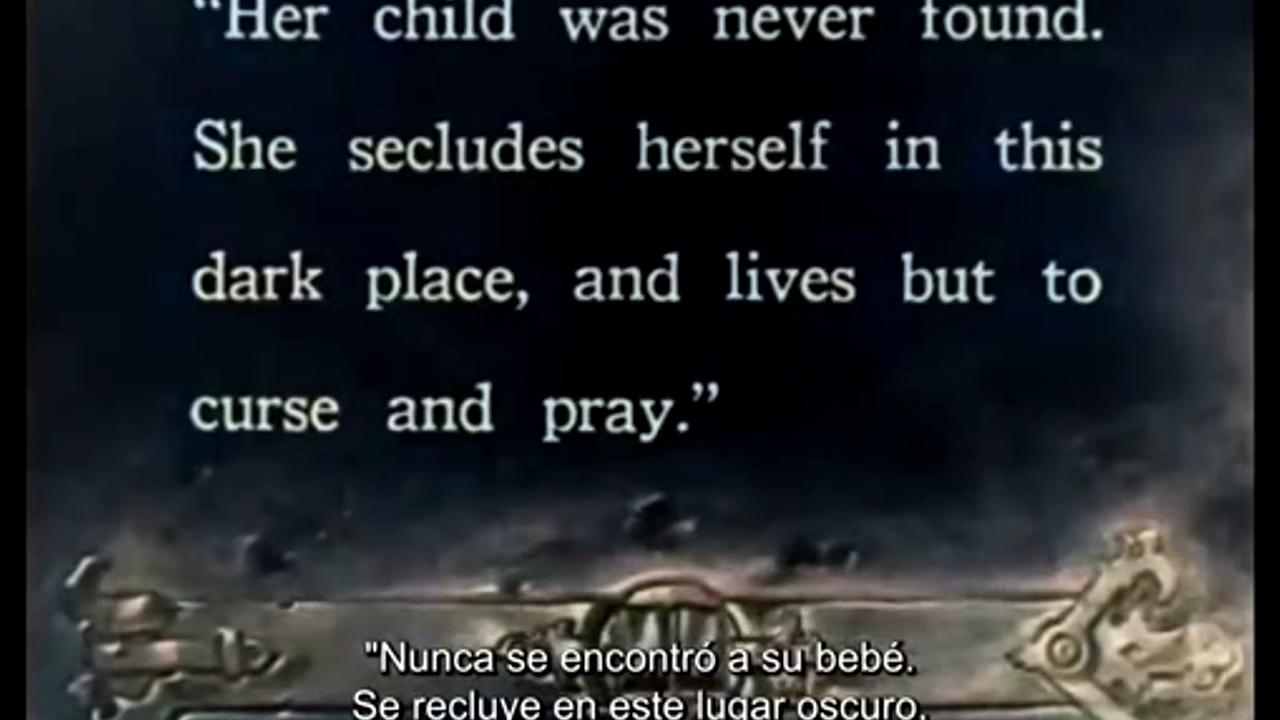 “Her child was never found.
She secludes herself in this
dark place, and lives but to
curse and pray.”
"Nunca se encontró a su bebé.
Se recluye en este lugar oscuro,